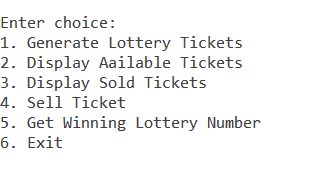 Enter choice:
1. Generate Lottery Tickets
2. Display Aailable Tickets
3. Display Sold Tickets
4. Sell Ticket
5. Get Winning Lottery Number
6. Exit